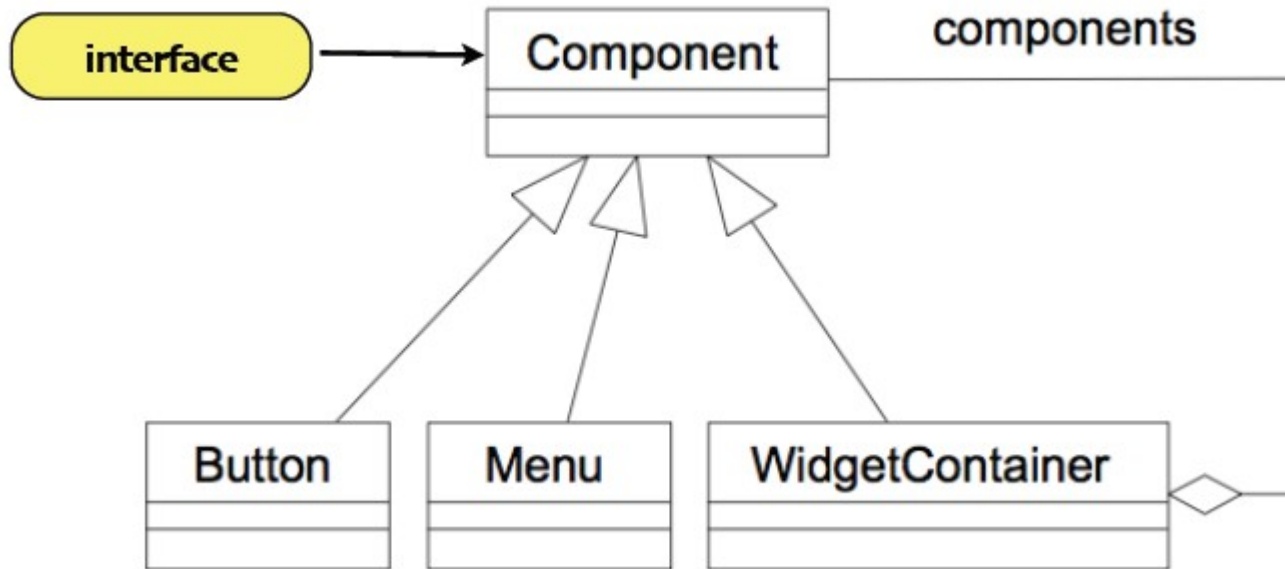 interface
Component
components
Button
Menu
WidgetContainer